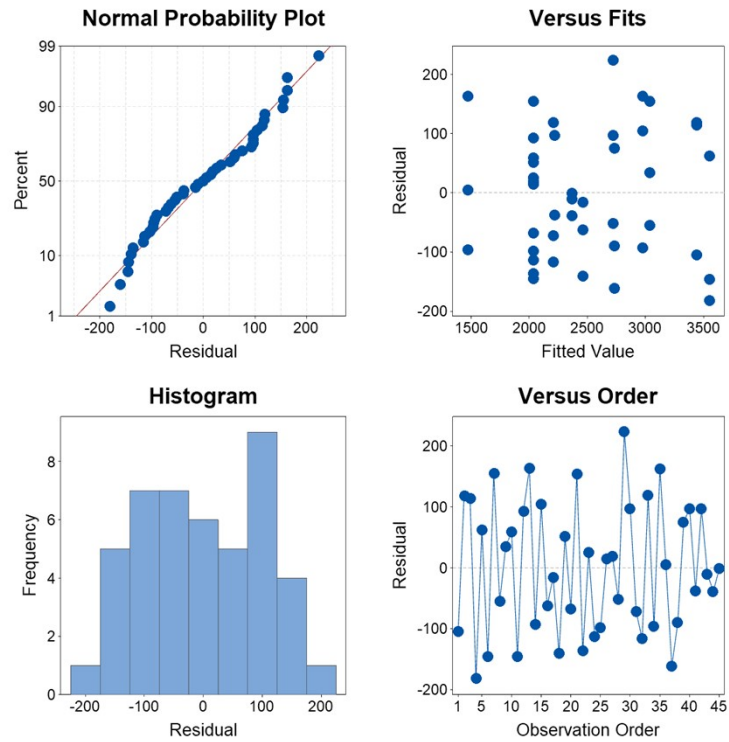 Normal Probability Plot
99
90
50
10
1
Percent
-200 -100 0 100 200
Residual
Versus Fits
200
100
0
-100
-200
Residual
1500 2000 2500 3000 3500
Fitted Value
Histogram
8
6
4
2
0
Frequency
-200 -100 0 100 200
Residual
Versus Order
200
100
0
-100
-200
Residual
1 5 10 15 20 25 30 35 40 45
Observation Order